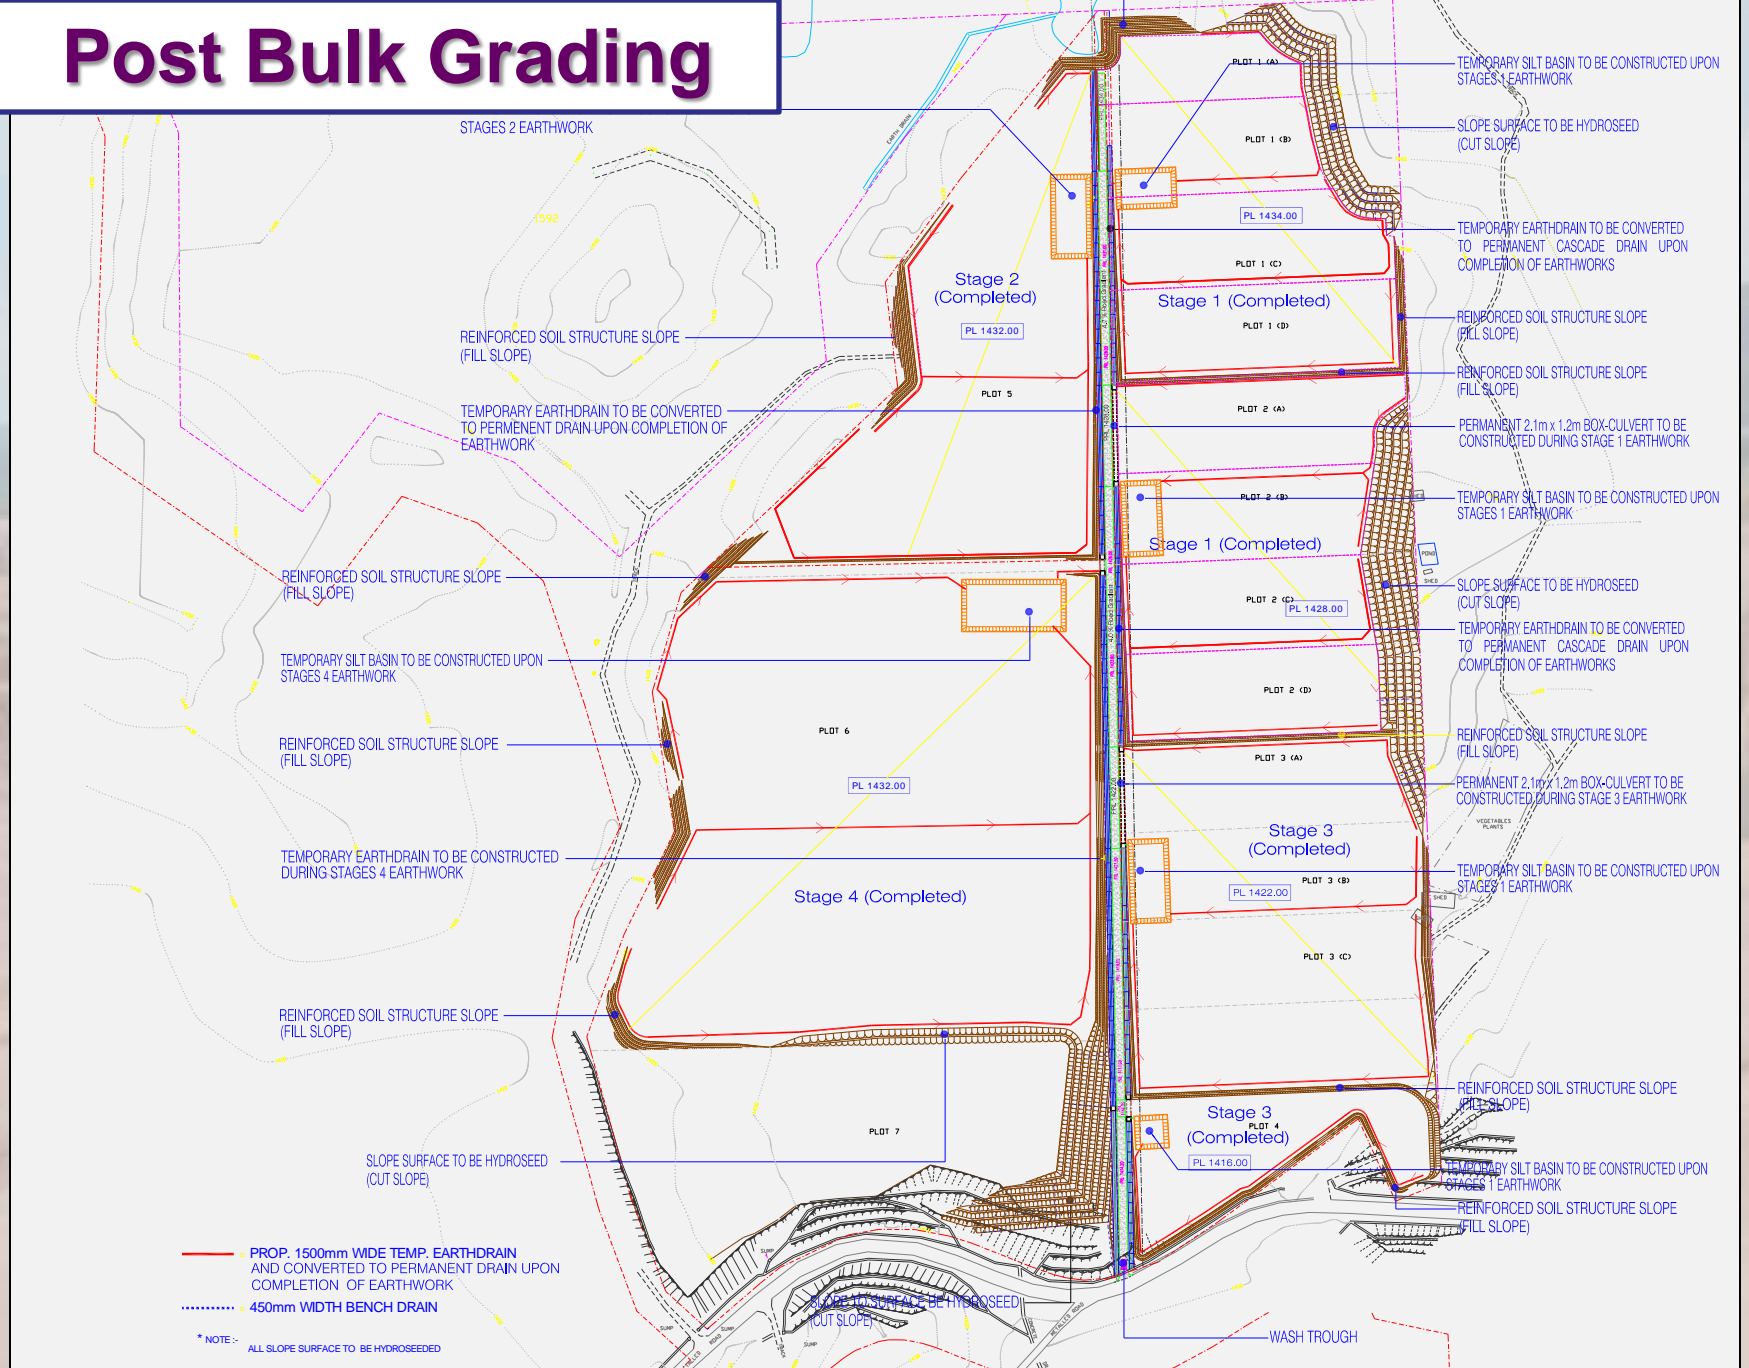 Post Bulk Grading
STAGES 2 EARTHWORK
1592
EARTH DRAIN
REINFORCED SOIL STRUCTURE SLOPE
(FILL SLOPE)
TEMPORARY EARTHDRAIN TO BE CONVERTED
TO PERMENENT DRAIN UPON COMPLETION OF
EARTHWORK
REINFORCED SOIL STRUCTURE SLOPE
(FILL SLOPE)
TEMPORARY SILT BASIN TO BE CONSTRUCTED UPON
STAGES 4 EARTHWORK
REINFORCED SOIL STRUCTURE SLOPE
(FILL SLOPE)
TEMPORARY EARTHDRAIN TO BE CONSTRUCTED
DURING STAGES 4 EARTHWORK
REINFORCED SOIL STRUCTURE SLOPE
(FILL SLOPE)
SLOPE SURFACE TO BE HYDROSEED
(CUT SLOPE)
Stage 2
(Completed)
PL 1432.00
PLOT 5
PLOT 6
PL 1432.00
Stage 4 (Completed)
PLOT 7
PLOT 1 (A)
PLOT 1 (B)
PL 1434.00
PLOT 1 (C)
Stage 1 (Completed)
PLOT 1 (D)
PLOT 2 (A)
PLOT 2 (B)
Stage 1 (Completed)
PLOT 2 (C)
PL 1428.00
PLOT 2 (D)
PLOT 3 (A)
Stage 3
(Completed)
PLOT 3 (B)
PL 1422.00
PLOT 3 (C)
Stage 3
PLOT 4
(Completed)
PL 1416.00
TEMPORARY SILT BASIN TO BE CONSTRUCTED UPON
STAGES 1 EARTHWORK
SLOPE SURFACE TO BE HYDROSEED
(CUT SLOPE)
TEMPORARY EARTHDRAIN TO BE CONVERTED
TO PERMANENT CASCADE DRAIN UPON
COMPLETION OF EARTHWORKS
REINFORCED SOIL STRUCTURE SLOPE
(FILL SLOPE)
REINFORCED SOIL STRUCTURE SLOPE
(FILL SLOPE)
PERMANENT 2.1m x 1.2m BOX-CULVERT TO BE
CONSTRUCTED DURING STAGE 1 EARTHWORK
TEMPORARY SILT BASIN TO BE CONSTRUCTED UPON
STAGES 1 EARTHWORK
POND
SHED
SLOPE SURFACE TO BE HYDROSEED
(CUT SLOPE)
TEMPORARY EARTHDRAIN TO BE CONVERTED
TO PERMANENT CASCADE DRAIN UPON
COMPLETION OF EARTHWORKS
REINFORCED SOIL STRUCTURE SLOPE
(FILL SLOPE)
PERMANENT 2.1m x 1.2m BOX-CULVERT TO BE
CONSTRUCTED DURING STAGE 3 EARTHWORK
VEGETABLES
PLANTS
TEMPORARY SILT BASIN TO BE CONSTRUCTED UPON
STAGES 1 EARTHWORK
SHED
REINFORCED SOIL STRUCTURE SLOPE
(FILL SLOPE)
TEMPORARY SILT BASIN TO BE CONSTRUCTED UPON
STAGES 1 EARTHWORK
REINFORCED SOIL STRUCTURE SLOPE
(FILL SLOPE)
PROP. 1500mm WIDE TEMP. EARTHDRAIN
AND CONVERTED TO PERMANENT DRAIN UPON
COMPLETION OF EARTHWORK
450mm WIDTH BENCH DRAIN
* NOTE :-
ALL SLOPE SURFACE TO BE HYDROSEEDED
SUMP
SUMP
SUMP
SUMP
SLOPE TO SURFACE BE HYDROSEED
(CUT SLOPE)
METALLED ROAD
WASH TROUGH